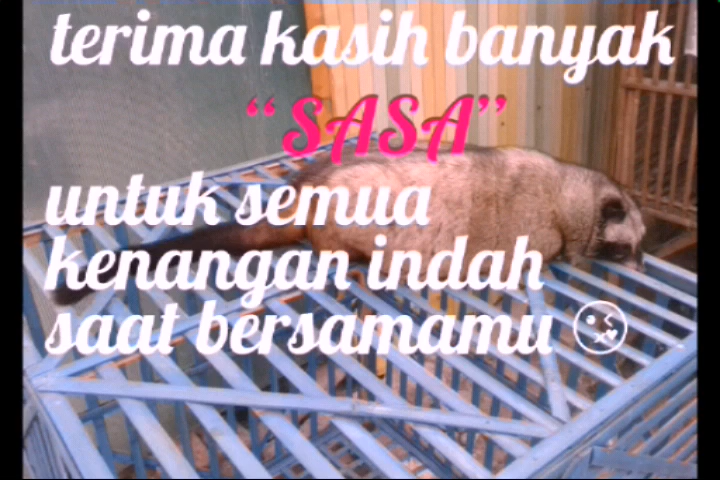 terima kasih banyak
“SASA”
untuk semua
kenangan indah
saat bersamamu 😘